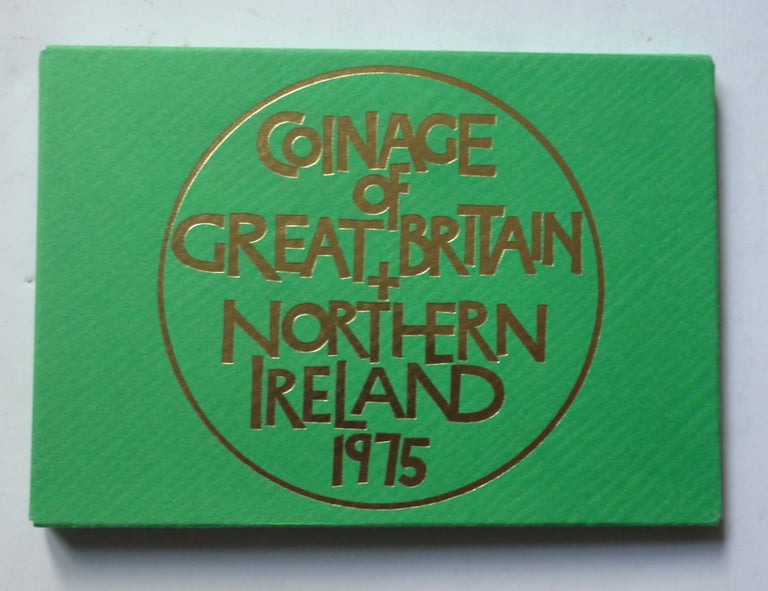 COINAGE
of
GREAT BRITAIN
+
NORTHERN
IRELAND
1975